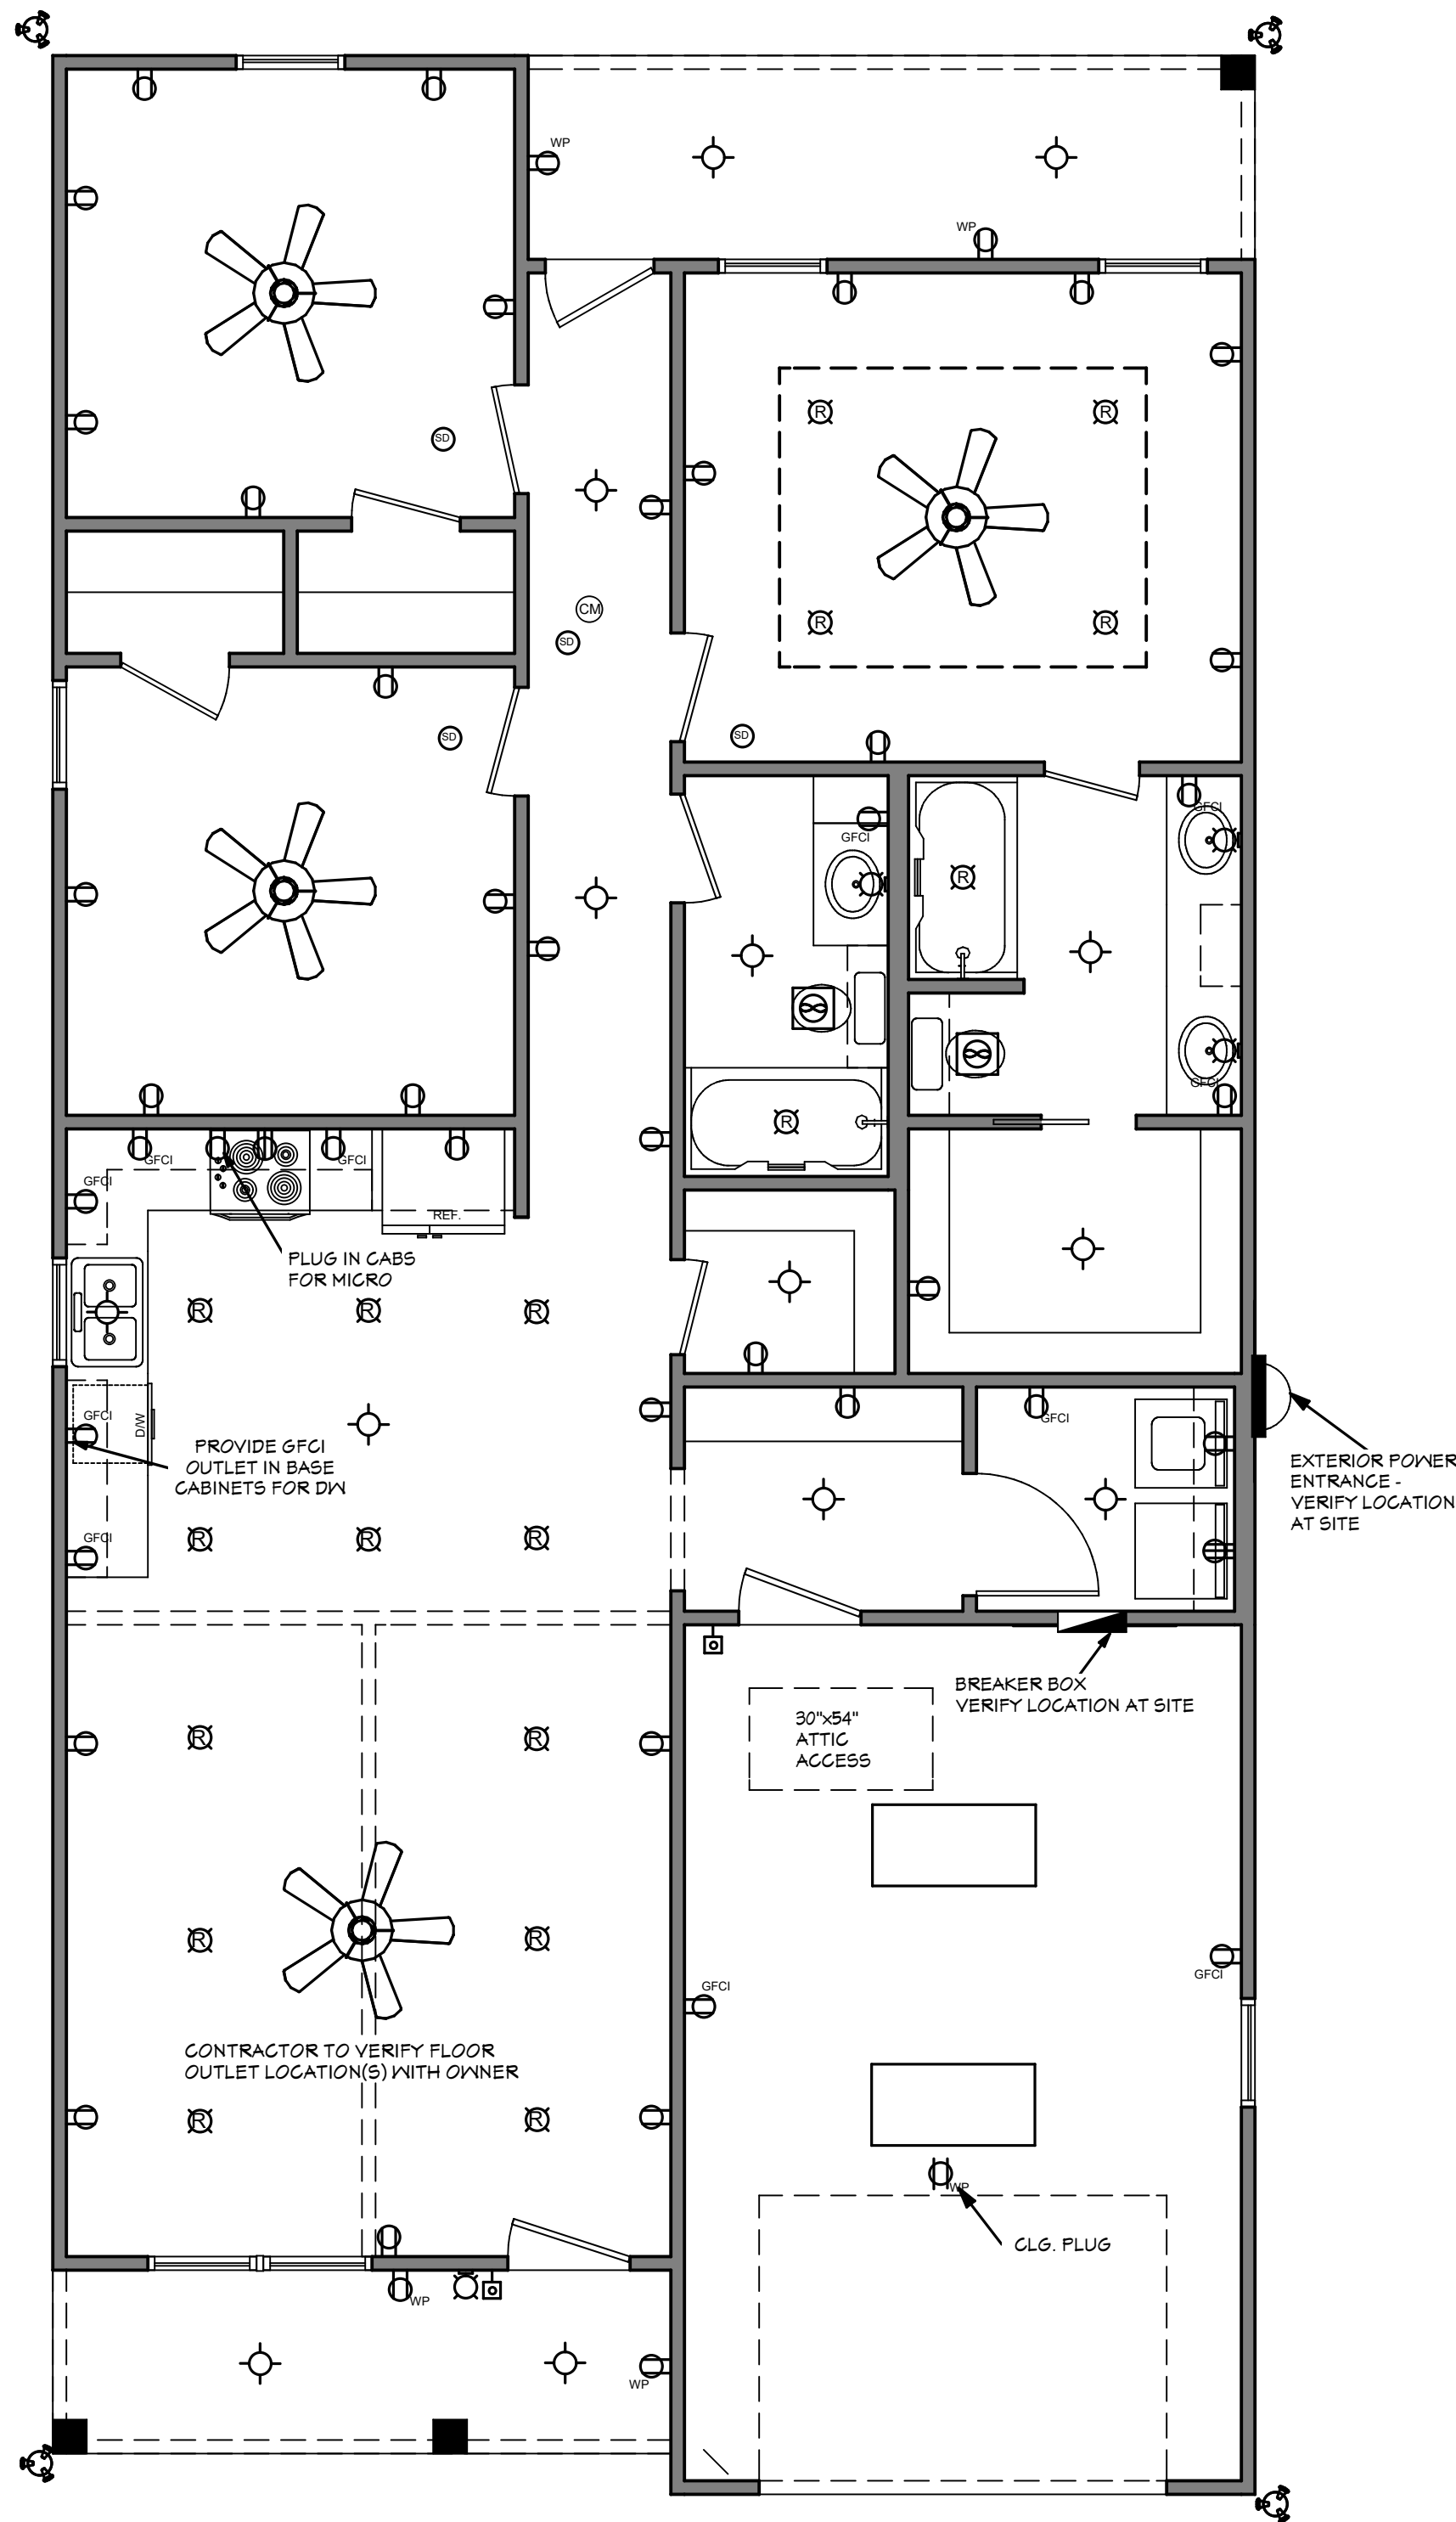 WP
WP
R
R
SD
CM
R
R
SD
SD
SD
GFCI
GFCI
R
GFCI
R
GFCI
GFCI
GFCI
REF.
PLUG IN CABS
FOR MICRO
R
R
R
GFCI
D/W
GFCI
PROVIDE GFCI
OUTLET IN BASE
CABINETS FOR DW
EXTERIOR POWER
ENTRANCE -
VERIFY LOCATION
AT SITE
GFCI
R
R
R
BREAKER BOX
VERIFY LOCATION AT SITE
30"x54"
ATTIC
ACCESS
R
R
R
R
GFCI
GFCI
CONTRACTOR TO VERIFY FLOOR
OUTLET LOCATION(S) WITH OWNER
R
R
WP
CLG. PLUG
WP
WP